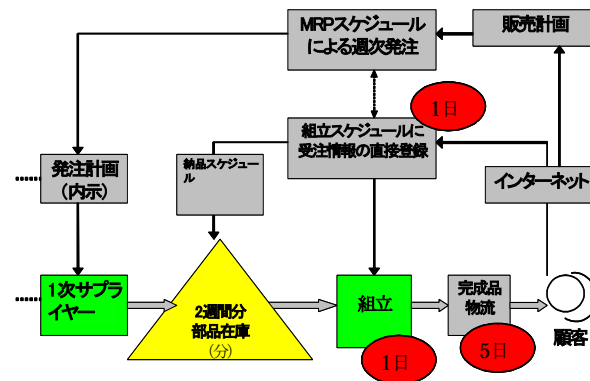 MRPスケジュール
による週次発注
販売計画
1日
組立スケジュールに
受注情報の直接登録
発注計画
(内示)
納品スケジュー
ル
インターネット
1次サプラ
イヤー
2週間分
部品在庫
(分)
組立
完成品
物流
顧客
1日
5日